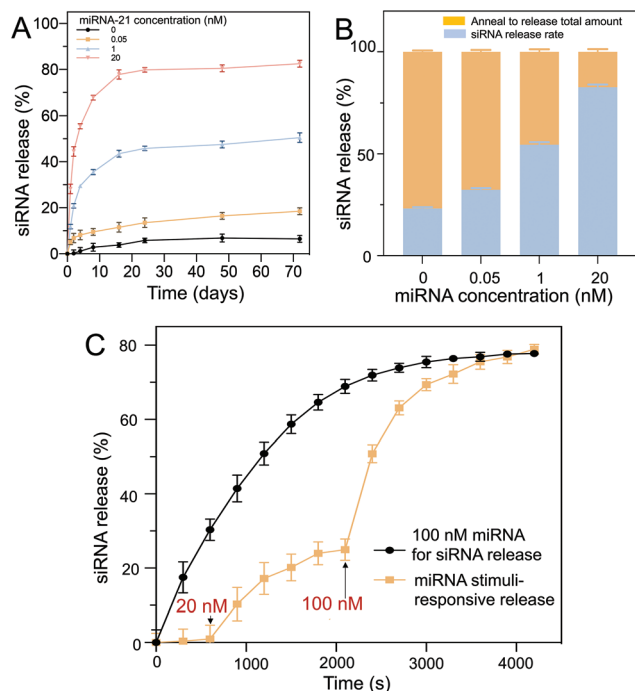 A
miRNA-21 concentration (nM)
0
0.05
1
20
siRNA release (%)
100
80
60
40
20
0
0 10 20 30 40 50 60 70
Time (days)
B
Anneal to release total amount
siRNA release rate
siRNA release (%)
100
50
0
0 0.05 1 20
miRNA concentration (nM)
C
siRNA release (%)
80
60
40
20
0
20 nM
100 nM
100 nM miRNA
for siRNA release
miRNA stimuli-
responsive release
0 1000 2000 3000 4000
Time (s)